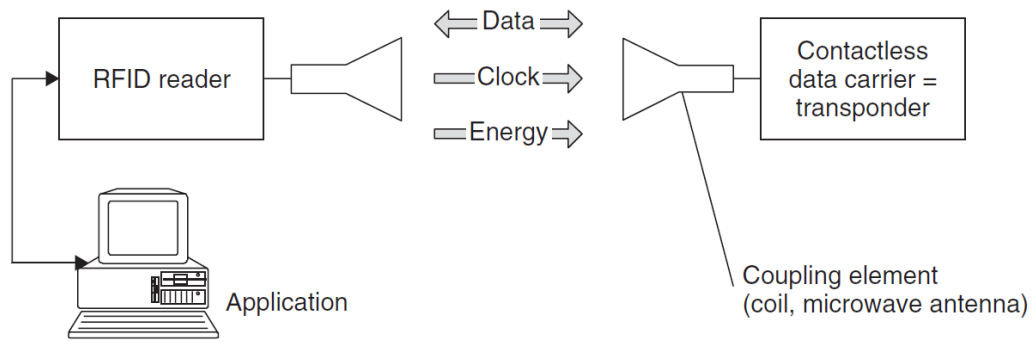 Data
RFID reader
Clock
Energy
Contactless
data carrier =
transponder
Application
Coupling element
(coil, microwave antenna)